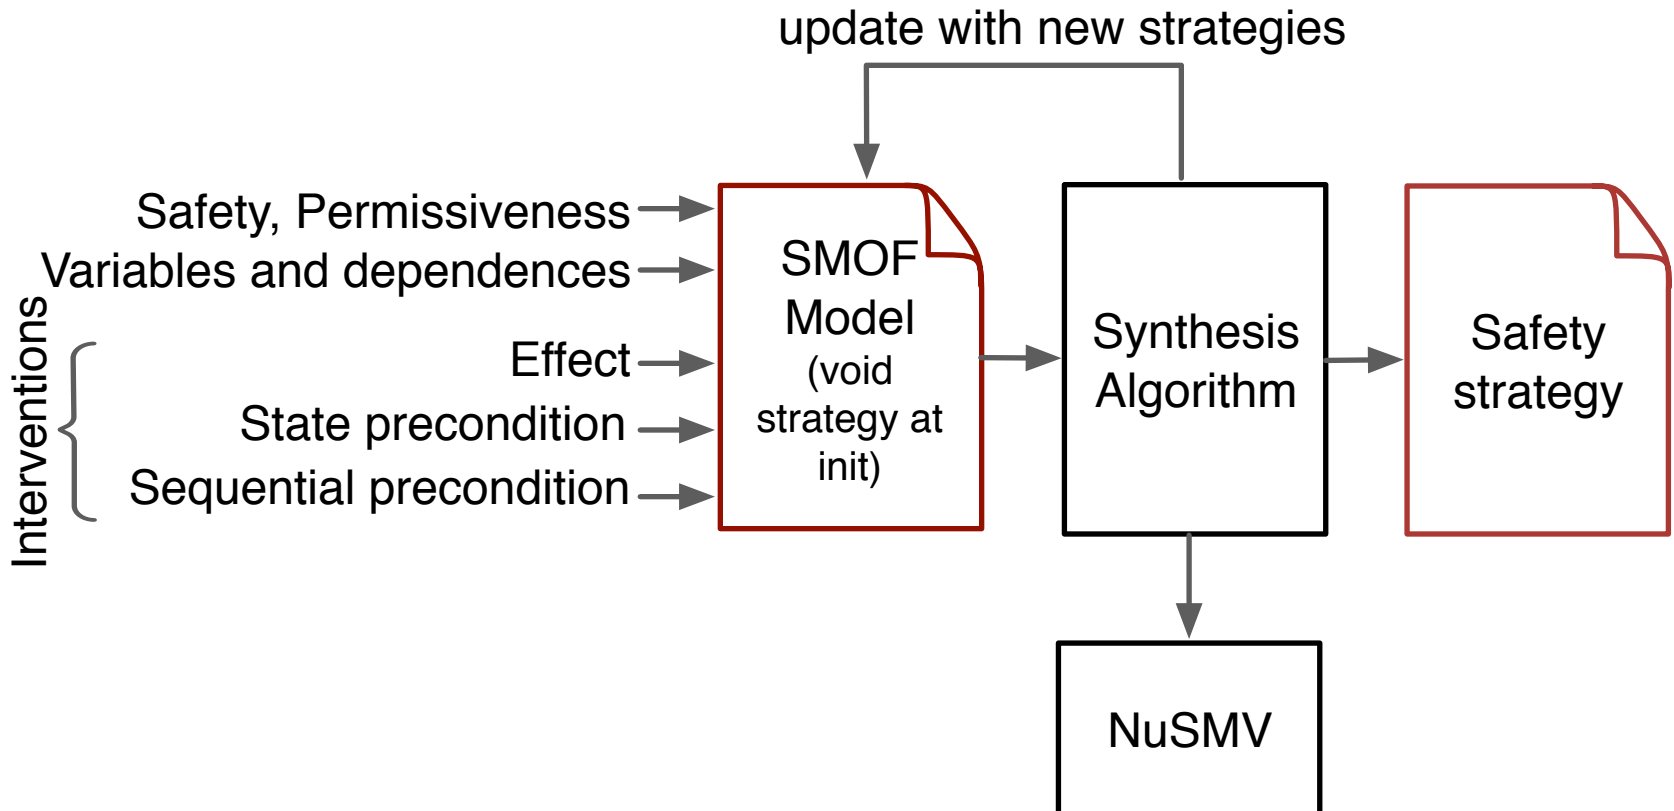 update with new strategies
Safety, Permissiveness
Variables and dependences
Interventions
Effect
State precondition
Sequential precondition
SMOF
Model
(void
strategy at
init)
Synthesis
Algorithm
Safety
strategy
NuSMV